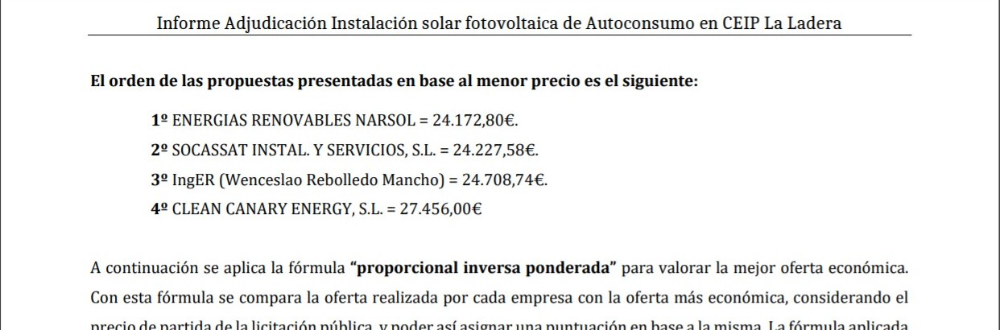 Informe Adjudicación Instalación solar fotovoltaica de Autoconsumo en CEIP La Ladera
El orden de las propuestas presentadas en base al menor precio es el siguiente:
1º ENERGIAS RENOVABLES NARSOL = 24.172,80€.
2º SOCASSAT INSTAL. Y SERVICIOS, S.L. = 24.227,58€.
3º IngER (Wenceslao Rebolledo Mancho) = 24.708,74€.
4º CLEAN CANARY ENERGY, S.L. = 27.456,00€
A continuación se aplica la fórmula “proporcional inversa ponderada” para valorar la mejor oferta económica.
Con esta fórmula se compara la oferta realizada por cada empresa con la oferta más económica, considerando el
precio de partida de la licitación pública, y poder así asignar una puntuación en base a la misma. La fórmula aplicada